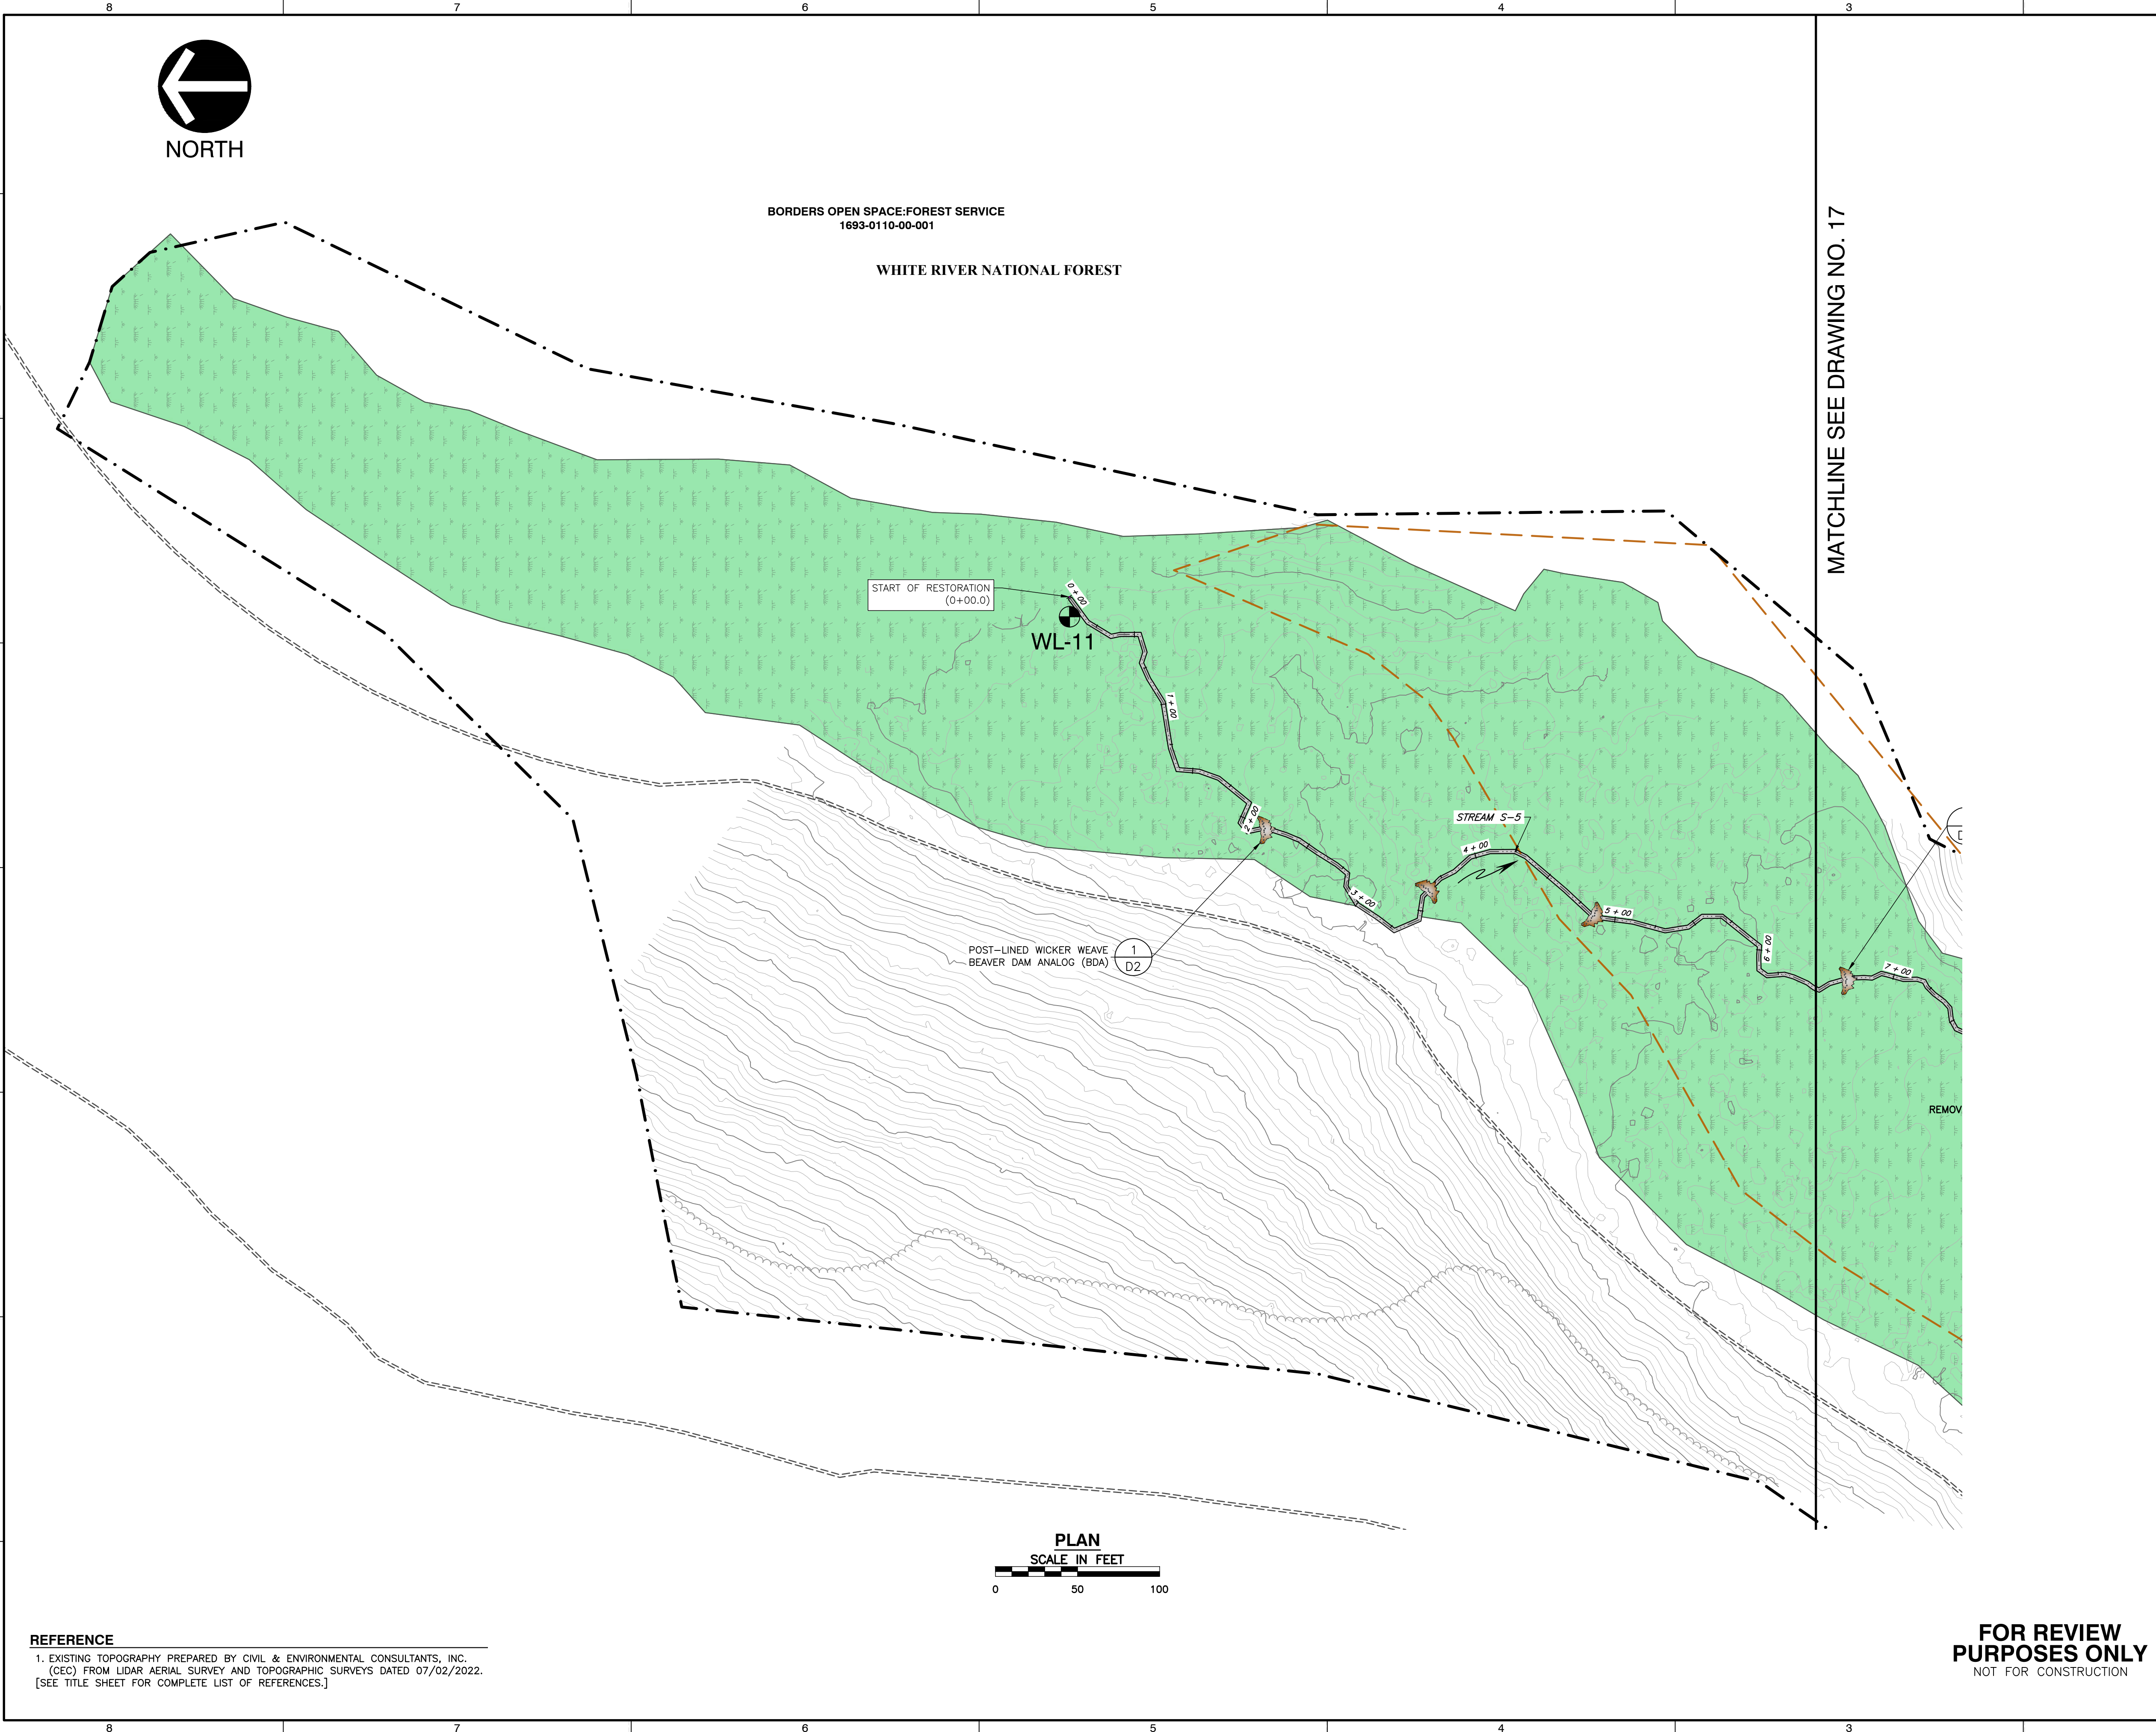 8 7 6 5 4 3
NORTH
BORDERS OPEN SPACE:FOREST SERVICE
1693-0110-00-001
WHITE RIVER NATIONAL FOREST
MATCHLINE SEE DRAWING NO. 17
START OF RESTORATION
(0+00.0)
0+00
WL-11
1+00
2+00
STREAM S-5
4+00
3+00
5+00
6+00
7+00
POST-LINED WICKER WEAVE
BEAVER DAM ANALOG (BDA)
1
D2
D
REMOV
PLAN
SCALE IN FEET
0 50 100
REFERENCE
1. EXISTING TOPOGRAPHY PREPARED BY CIVIL & ENVIRONMENTAL CONSULTANTS, INC.
(CEC) FROM LIDAR AERIAL SURVEY AND TOPOGRAPHIC SURVEYS DATED 07/02/2022.
[SEE TITLE SHEET FOR COMPLETE LIST OF REFERENCES.]
FOR REVIEW
PURPOSES ONLY
NOT FOR CONSTRUCTION
8 7 6 5 4 3